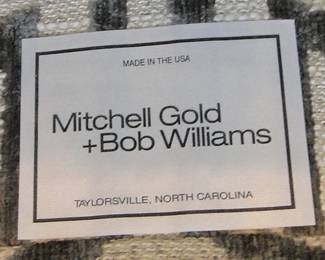 MADE IN THE USA
Mitchell Gold
+Bob Williams
TAYLORSVILLE, NORTH CAROLINA